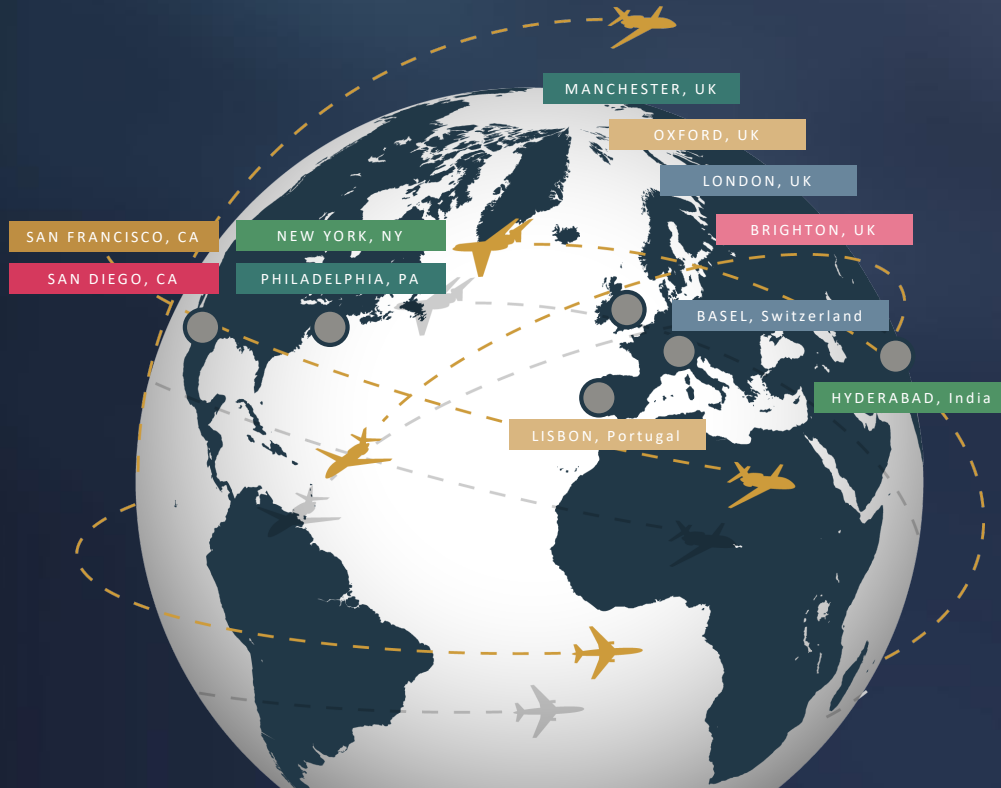 MANCHESTER, UK
OXFORD, UK
LONDON, UK
BRIGHTON, UK
SAN FRANCISCO, CA
NEW YORK, NY
SAN DIEGO, CA
PHILADELPHIA, PA
BASEL, Switzerland
HYDERABAD, India
LISBON, Portugal